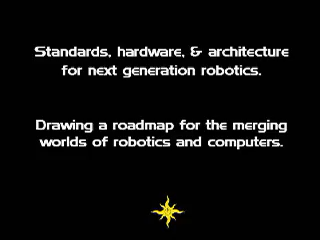 Standards, hardware, & architecture
for next generation robotics.
Drawing a roadmap for the merging
worlds of robotics and computers.